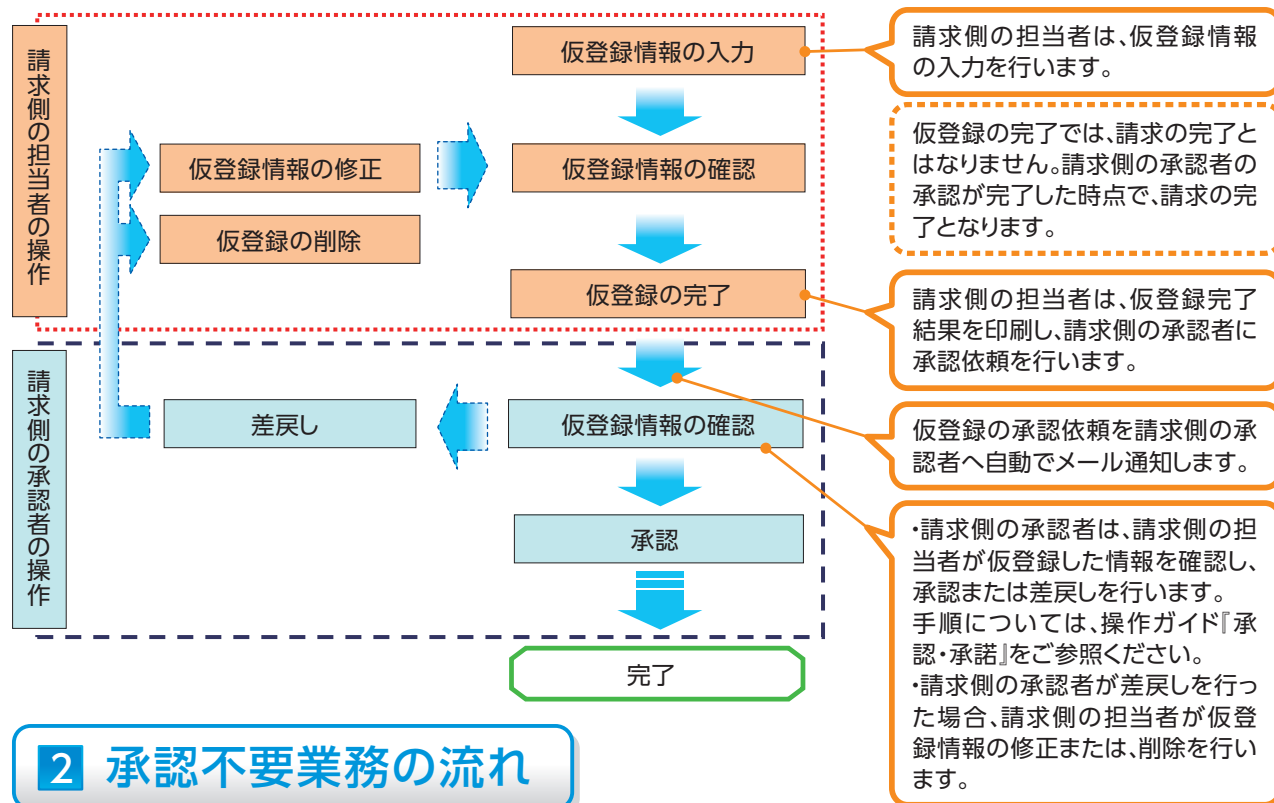 請求側の担当者の操作
仮登録情報の入力
仮登録情報の修正
仮登録情報の確認
仮登録の削除
仮登録の完了
請求側の担当者は、仮登録情報
の入力を行います。
仮登録の完了では、請求の完了と
はなりません。請求側の承認者の
承認が完了した時点で、請求の完
了となります。
請求側の担当者は、仮登録完了
結果を印刷し、請求側の承認者に
承認依頼を行います。
請求側の承認者の操作
差戻し
仮登録情報の確認
承認
完了
仮登録の承認依頼を請求側の承
認者へ自動でメール通知します。
・請求側の承認者は、請求側の担
当者が仮登録した情報を確認し、
承認または差戻しを行います。
手順については、操作ガイド『承
認・承諾』をご参照ください。
・請求側の承認者が差戻しを行っ
た場合、請求側の担当者が仮登
録情報の修正または、削除を行い
ます。
2 承認不要業務の流れ